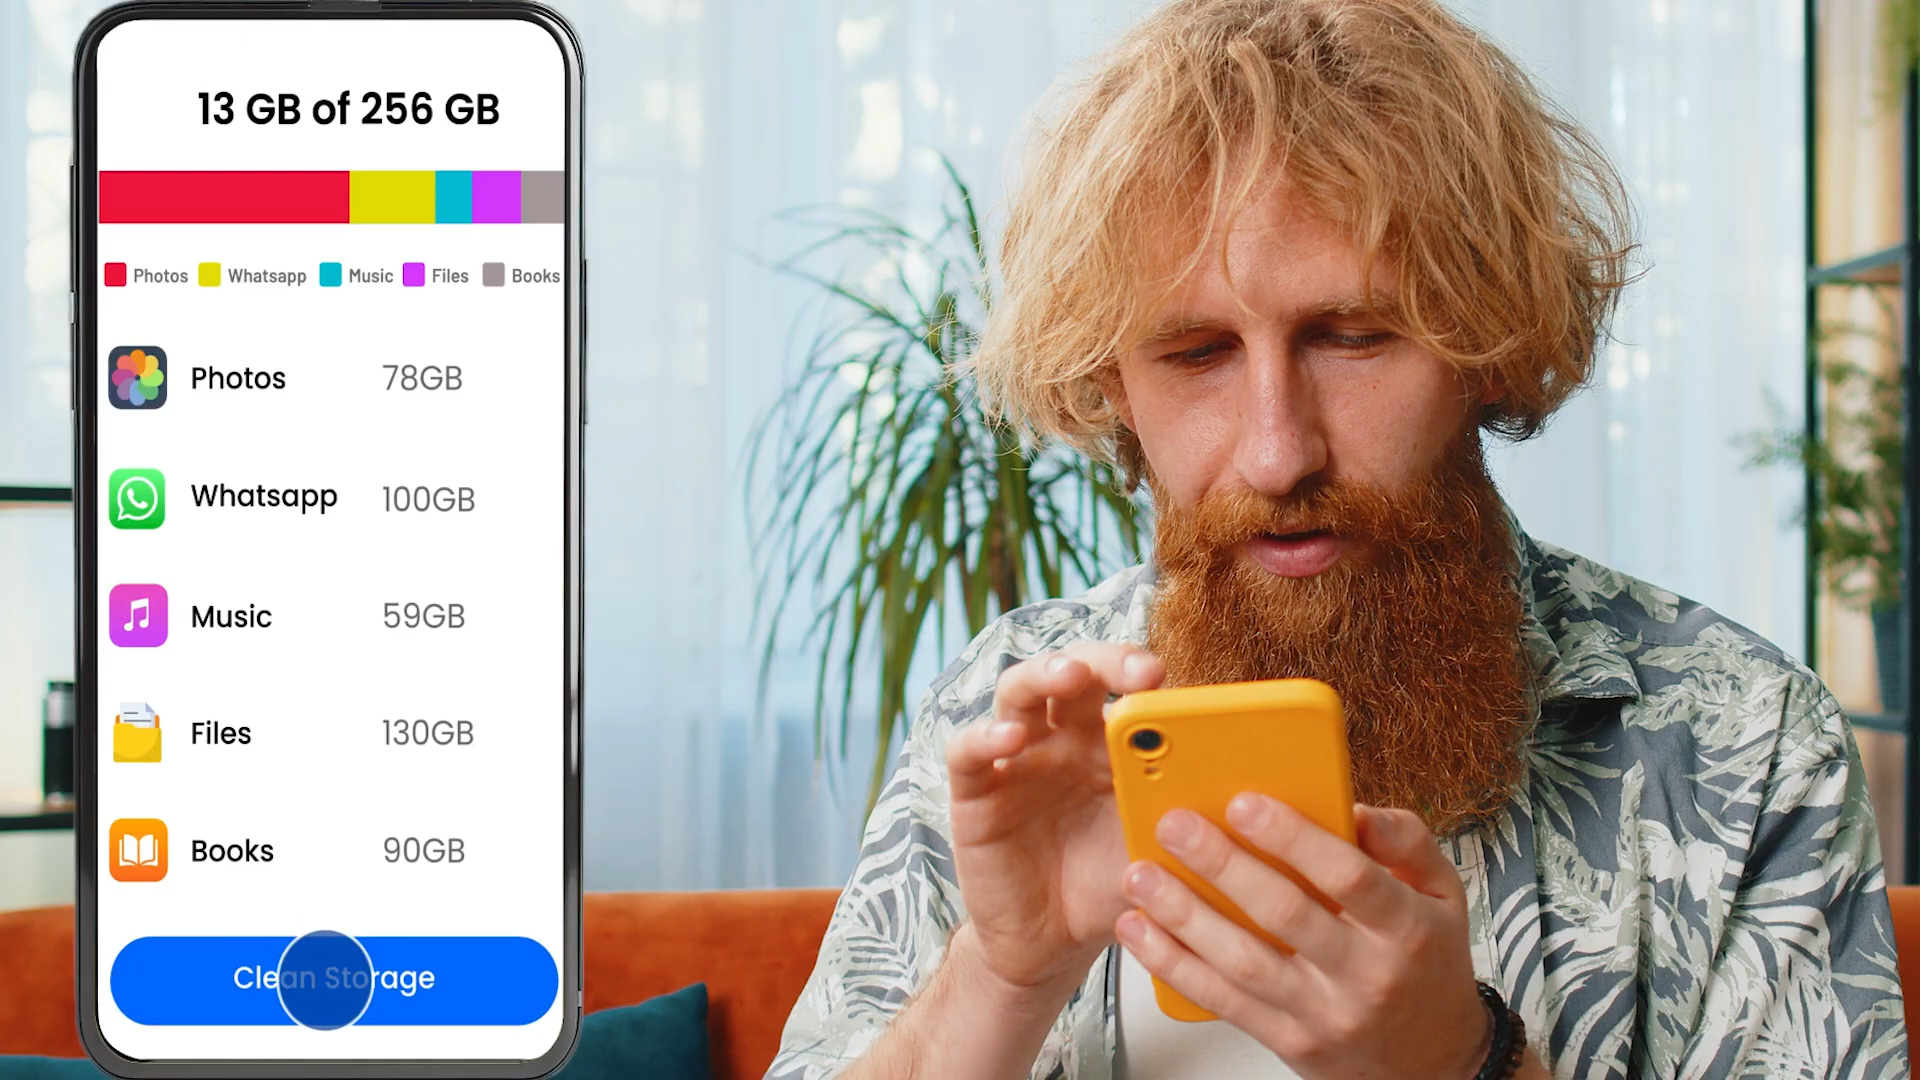 13 GB of 256 GB
Photos Whatsapp Music Files Books
Photos 78GB
Whatsapp 100GB
Music 59GB
Files 130GB
Books 90GB
Clean Storage